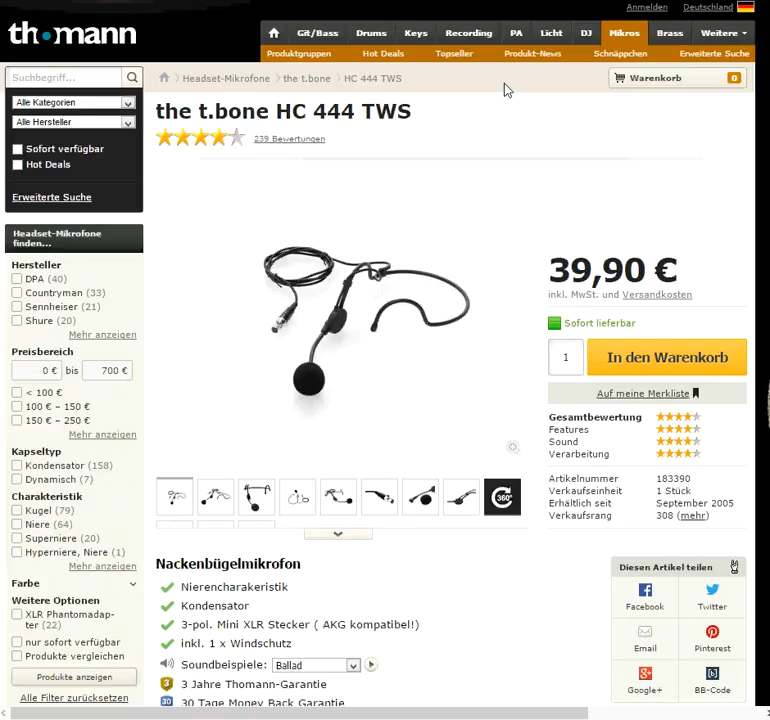 Anmelden
Deutschland
th•mann
Git/Bass
Drums
Keys
Recording
PA
Licht
DJ
Mikros
Brass
Weitere
Produktgruppen
Hot Deals
Topseller
Produkt-News
Schnäppchen
Erweiterte Suche
Suchbegriff...
Headset-Mikrofone
the t.bone
HC 444 TWS
Warenkorb
0
Alle Kategorien
Alle Hersteller
Sofort verfügbar
Hot Deals
Erweiterte Suche
the t.bone HC 444 TWS
239 Bewertungen
Headset-Mikrofone
finden...
Hersteller
DPA (40)
Countryman (33)
Sennheiser (21)
Shure (20)
Mehr anzeigen
Preisbereich
0 € bis 700 €
< 100 €
100 € – 150 €
150 € – 250 €
Mehr anzeigen
Kapseltyp
Kondensator (158)
Dynamisch (7)
Charakteristik
Kugel (79)
Niere (64)
Superniere (20)
Hyperniere, Niere (1)
Mehr anzeigen
Farbe
Weitere Optionen
XLR Phantomadap-
ter (22)
nur sofort verfügbar
Produkte vergleichen
Produkte anzeigen
Alle Filter zurücksetzen
39,90 €
inkl. MwSt. und Versandkosten
Sofort lieferbar
1
In den Warenkorb
Auf meine Merkliste
Gesamtbewertung
Features
Sound
Verarbeitung
Artikelnummer 183390
Verkaufseinheit 1 Stück
Erhältlich seit September 2005
Verkaufsrang 308 (mehr)
360°
Nackenbügelmikrofon
Nierencharakeristik
Kondensator
3-pol. Mini XLR Stecker ( AKG kompatibel!)
inkl. 1 x Windschutz
Soundbeispiele: Ballad
3 3 Jahre Thomann-Garantie
30 30 Tage Money Back Garantie
Diesen Artikel teilen
Facebook
Twitter
Email
Pinterest
Google+
BB-Code